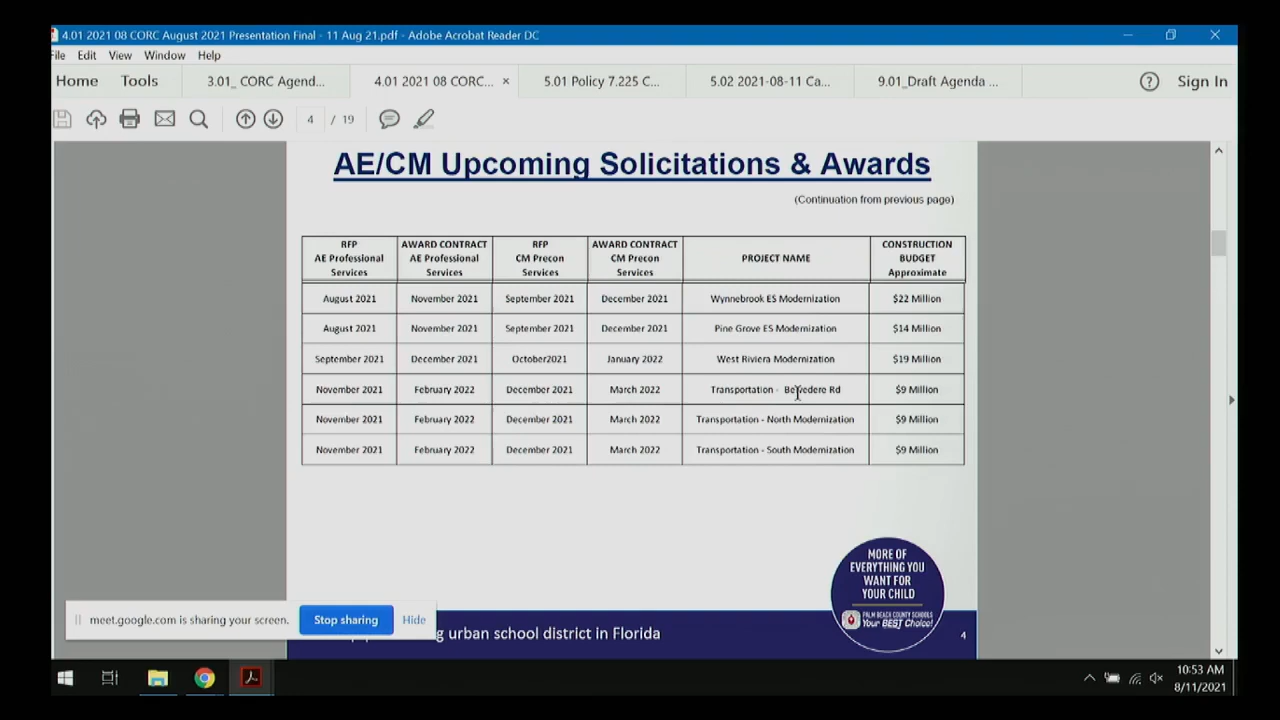 4.01 2021 08 CORC August 2021 Presentation Final - 11 Aug 21.pdf - Adobe Acrobat Reader DC
File Edit View Window Help
Home Tools 3.01_ CORC Agend... 4.01 2021 08 CORC... × 5.01 Policy 7.225 C... 5.02 2021-08-11 Ca... 9.01_Draft Agenda ... Sign In
4 / 19
AE/CM Upcoming Solicitations & Awards
(Continuation from previous page)
RFP AE Professional Services AWARD CONTRACT AE Professional Services RFP CM Precon Services AWARD CONTRACT CM Precon Services PROJECT NAME CONSTRUCTION BUDGET Approximate
August 2021 November 2021 September 2021 December 2021 Wynnebrook ES Modernization $22 Million
August 2021 November 2021 September 2021 December 2021 Pine Grove ES Modernization $14 Million
September 2021 December 2021 October2021 January 2022 West Riviera Modernization $19 Million
November 2021 February 2022 December 2021 March 2022 Transportation - Belvedere Rd $9 Million
November 2021 February 2022 December 2021 March 2022 Transportation - North Modernization $9 Million
November 2021 February 2022 December 2021 March 2022 Transportation - South Modernization $9 Million
MORE OF
EVERYTHING YOU
WANT FOR
YOUR CHILD
PALM BEACH COUNTY SCHOOLS
Your BEST Choice!
meet.google.com is sharing your screen. Stop sharing Hide
urban school district in Florida
4
10:53 AM
8/11/2021